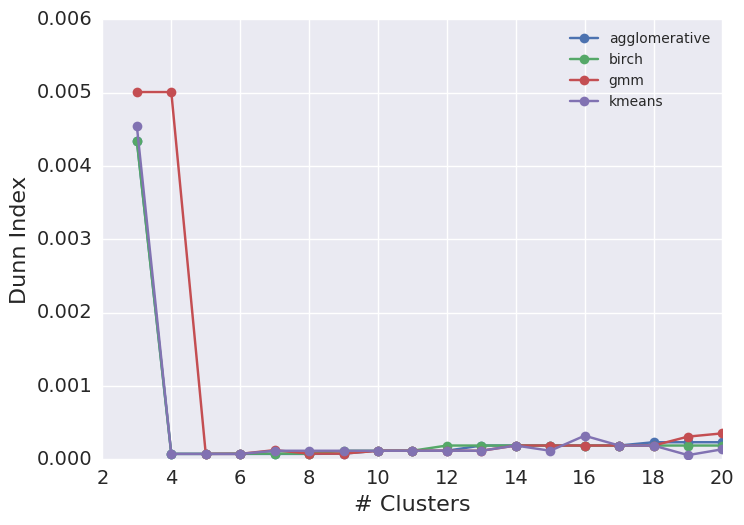 0.006
0.005
0.004
0.003
0.002
0.001
0.000
Dunn Index
agglomerative
birch
gmm
kmeans
2 4 6 8 10 12 14 16 18 20
# Clusters